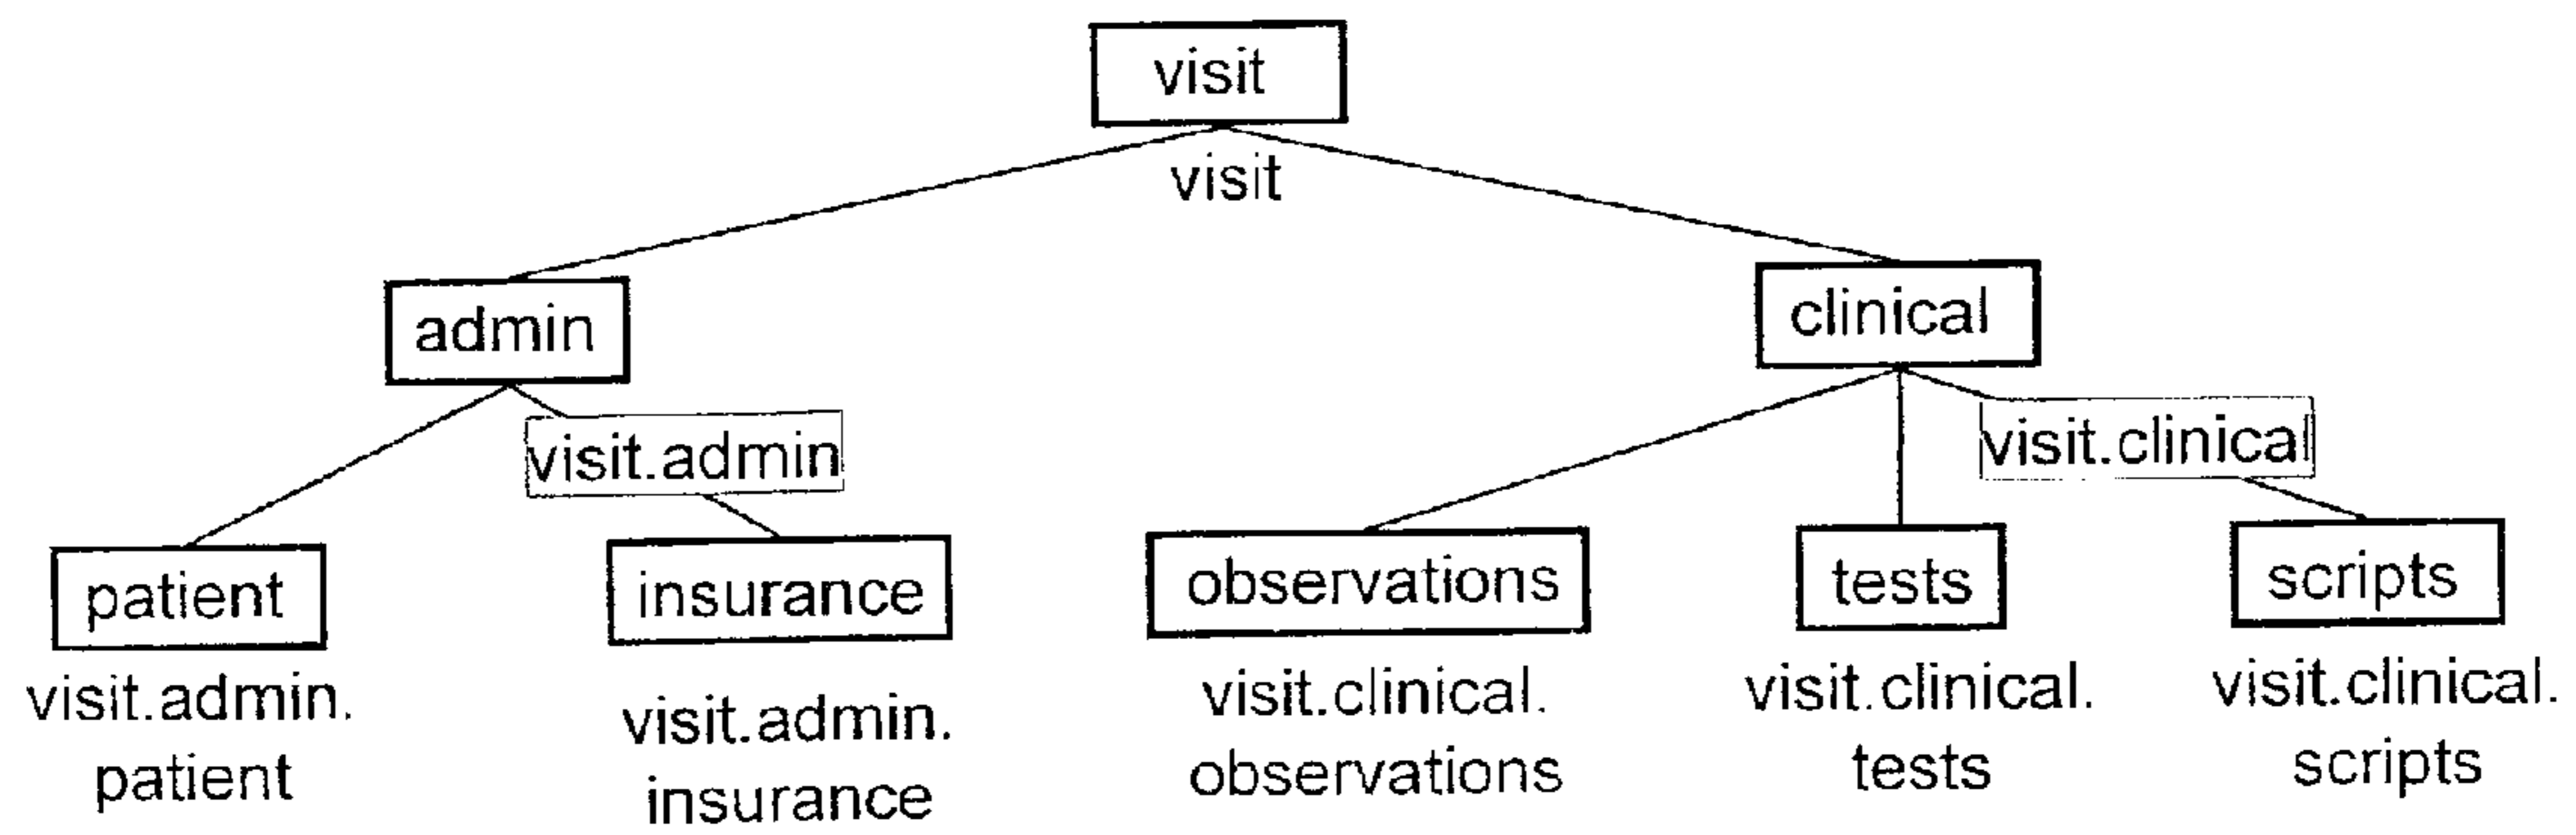 visit
visit
admin
clinical
visit.admin
visit.clinical
patient
insurance
observations
tests
scripts
visit.admin.
patient
visit.admin.
insurance
visit.clinical.
observations
visit.clinical.
tests
visit.clinical.
scripts